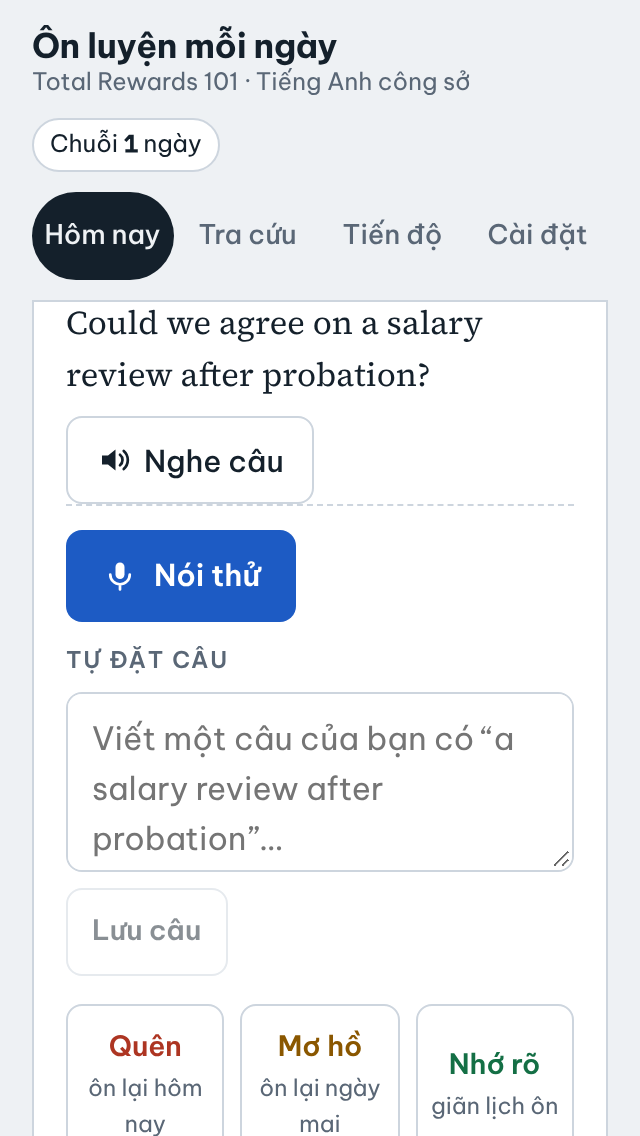 Ôn luyện mỗi ngày
Total Rewards 101 · Tiếng Anh công sở
Chuỗi 1 ngày
Hôm nay
Tra cứu
Tiến độ
Cài đặt
Could we agree on a salary
review after probation?
Nghe câu
Nói thử
TỰ ĐẶT CÂU
Viết một câu của bạn có “a
salary review after
probation”…
Lưu câu
Quên
ôn lại hôm
nay
Mơ hồ
ôn lại ngày
mai
Nhớ rõ
giãn lịch ôn